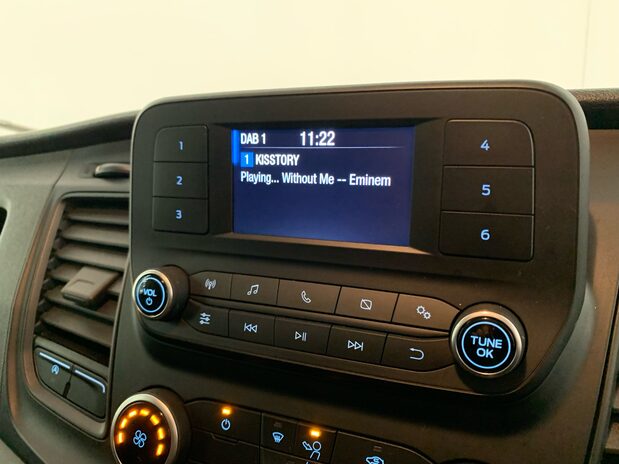 DAB 1 11:22
1 KISSTORY
Playing... Without Me -- Eminem
1
2
3
4
5
6
VOL
TUNE
OK